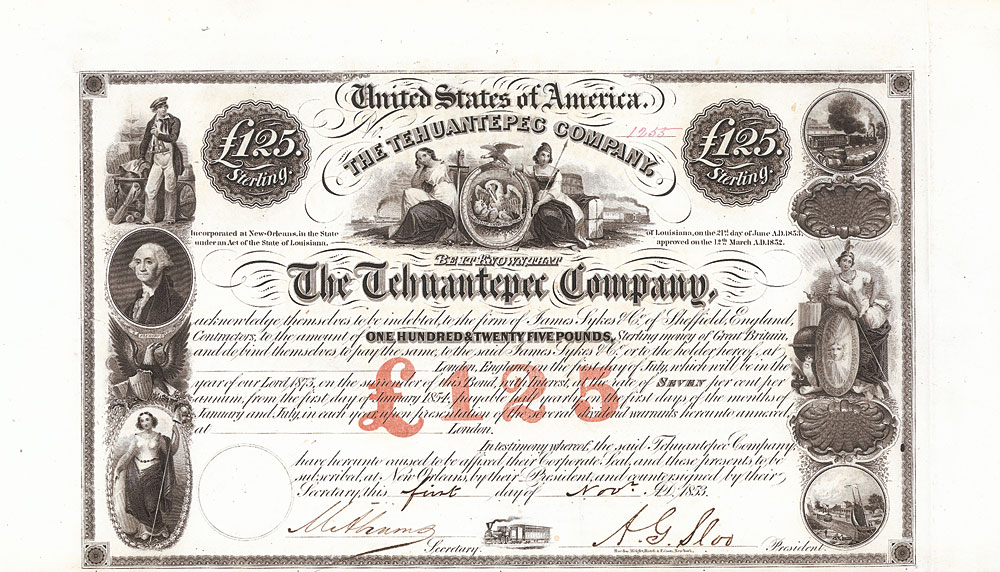 United States of America.
No. 1255
THE TEHUANTEPEC COMPANY,
£125. Sterling.
£125. Sterling.
Incorporated at New-Orleans, in the State of Louisiana, on the 21st day of June A.D. 1853;
under an Act of the State of Louisiana. approved on the 12th March A.D. 1852.
BE IT KNOWN THAT
The Tehuantepec Company,
acknowledge themselves to be indebted, to the firm of James Sykes & Co. of Sheffield, England,
Contractors, to the amount of ONE HUNDRED & TWENTY FIVE POUNDS, Sterling money of Great Britain,
and do bind themselves to pay the same, to the said James Sykes & Co. or to the holder hereof, at
London, England, on the first day of July, which will be in the
year of our Lord 1873, on the surrender of this Bond, with Interest, at the rate of SEVEN per cent per
annum, from the first day of January 1854, payable half yearly on the first days of the months of
January and July, in each year, on presentation of the several dividend warrants hereunto annexed,
at London.
£125
In testimony whereof, the said Tehuantepec Company
have hereunto caused to be affixed their Corporate Seal, and these presents to be
subscribed, at New Orleans, by their President, and countersigned by their
Secretary, this first day of Novr. A.D. 1853.
A G Sloo
Secretary. President.